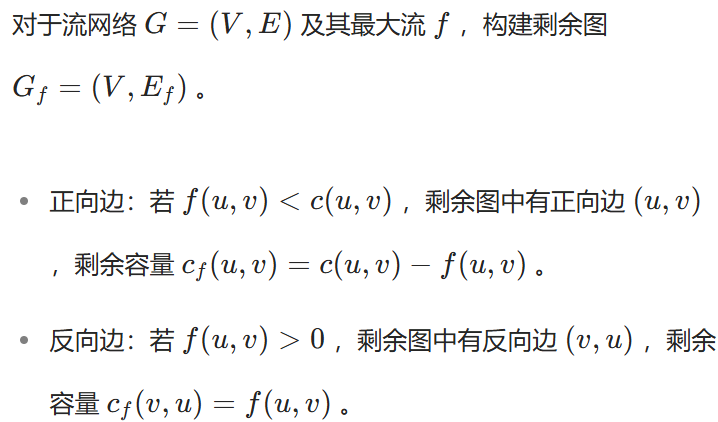 对于流网络 G = (V, E) 及其最大流 f ，构建剩余图
G_f = (V, E_f) 。
• 正向边：若 f(u, v) < c(u, v) ，剩余图中有正向边 (u, v)
，剩余容量 c_f(u, v) = c(u, v) − f(u, v) 。
• 反向边：若 f(u, v) > 0 ，剩余图中有反向边 (v, u) ，剩余
容量 c_f(v, u) = f(u, v) 。